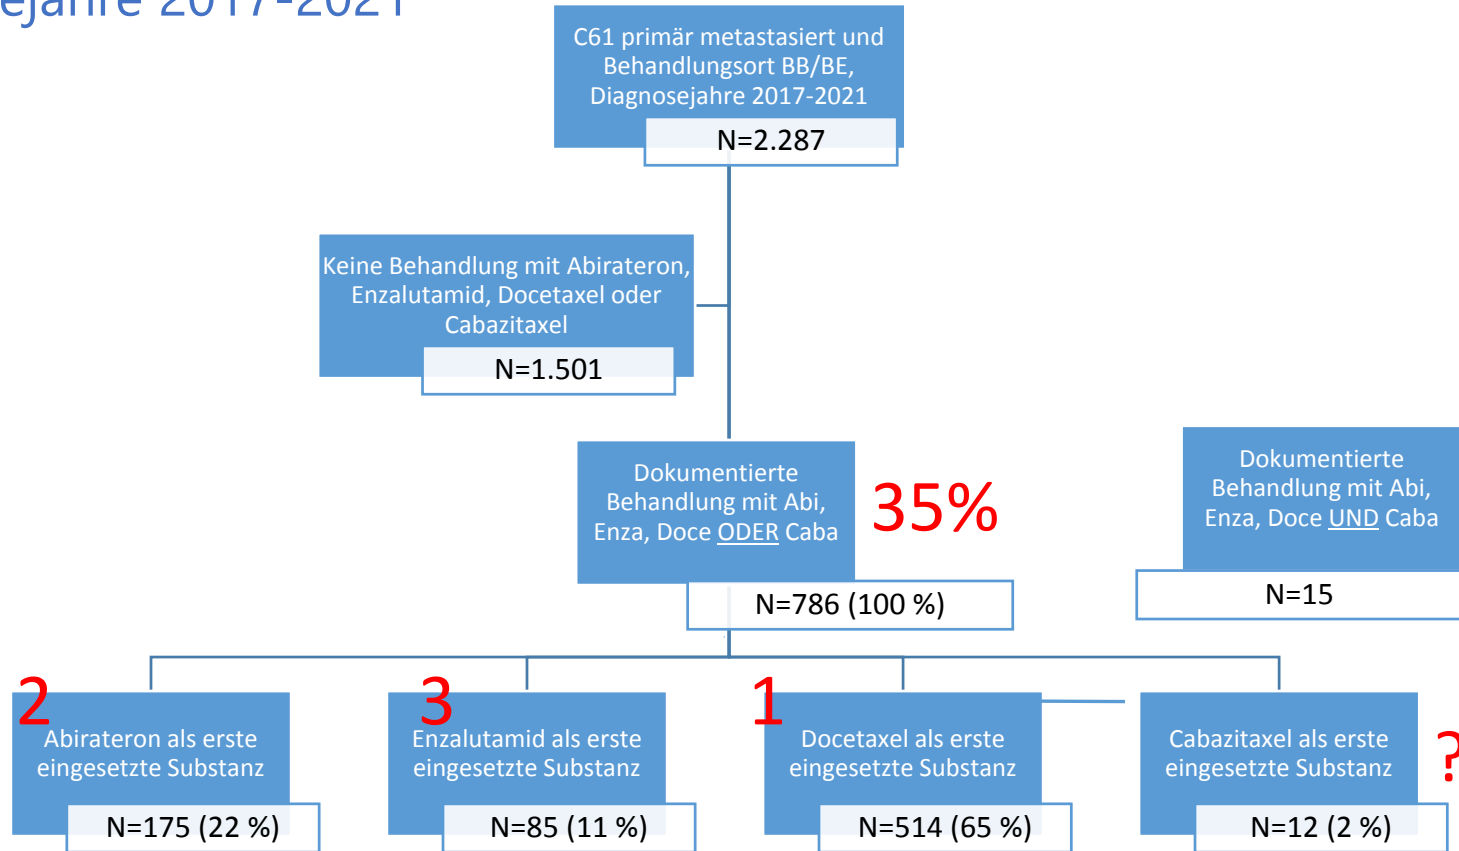 ejahre 2017-2021
C61 primär metastasiert und
Behandlungsort BB/BE,
Diagnosejahre 2017-2021
N=2.287
Keine Behandlung mit Abirateron,
Enzalutamid, Docetaxel oder
Cabazitaxel
N=1.501
Dokumentierte
Behandlung mit Abi,
Enza, Doce ODER Caba
35%
N=786 (100 %)
Dokumentierte
Behandlung mit Abi,
Enza, Doce UND Caba
N=15
2
Abirateron als erste
eingesetzte Substanz
N=175 (22 %)
3
Enzalutamid als erste
eingesetzte Substanz
N=85 (11 %)
1
Docetaxel als erste
eingesetzte Substanz
N=514 (65 %)
Cabazitaxel als erste
eingesetzte Substanz
?
N=12 (2 %)